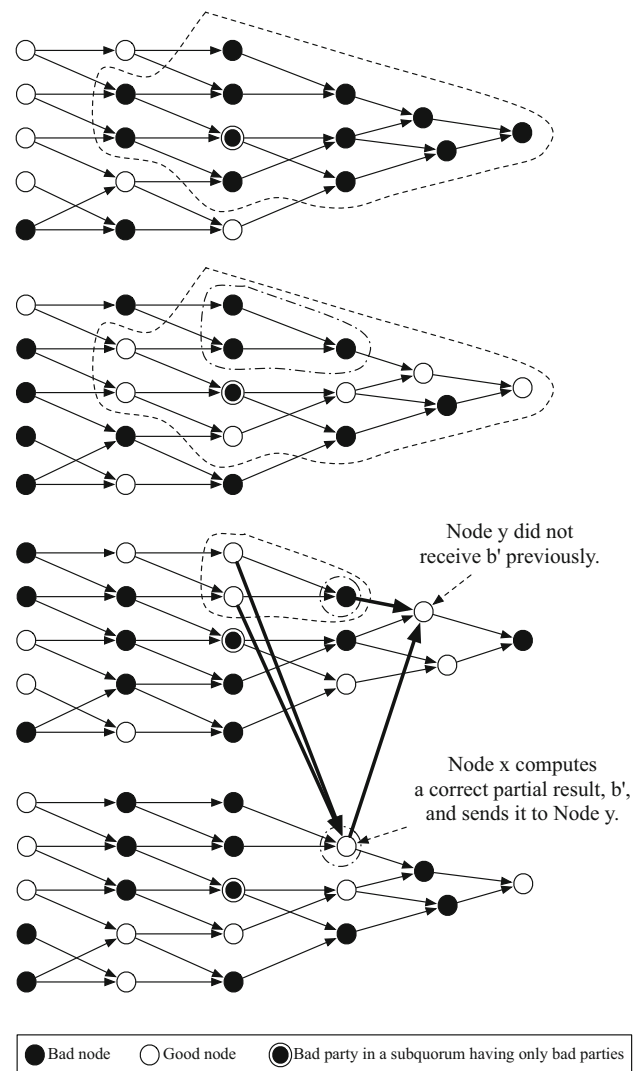 Node y did not
receive b' previously.
Node x computes
a correct partial result, b',
and sends it to Node y.
Bad node
Good node
Bad party in a subquorum having only bad parties